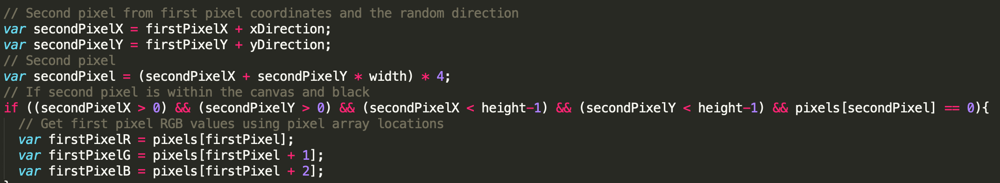 // Second pixel from first pixel coordinates and the random direction
var secondPixelX = firstPixelX + xDirection;
var secondPixelY = firstPixelY + yDirection;
// Second pixel
var secondPixel = (secondPixelX + secondPixelY * width) * 4;
// If second pixel is within the canvas and black
if ((secondPixelX > 0) && (secondPixelY > 0) && (secondPixelX < height-1) && (secondPixelY < height-1) && pixels[secondPixel] == 0){
  // Get first pixel RGB values using pixel array locations
  var firstPixelR = pixels[firstPixel];
  var firstPixelG = pixels[firstPixel + 1];
  var firstPixelB = pixels[firstPixel + 2];